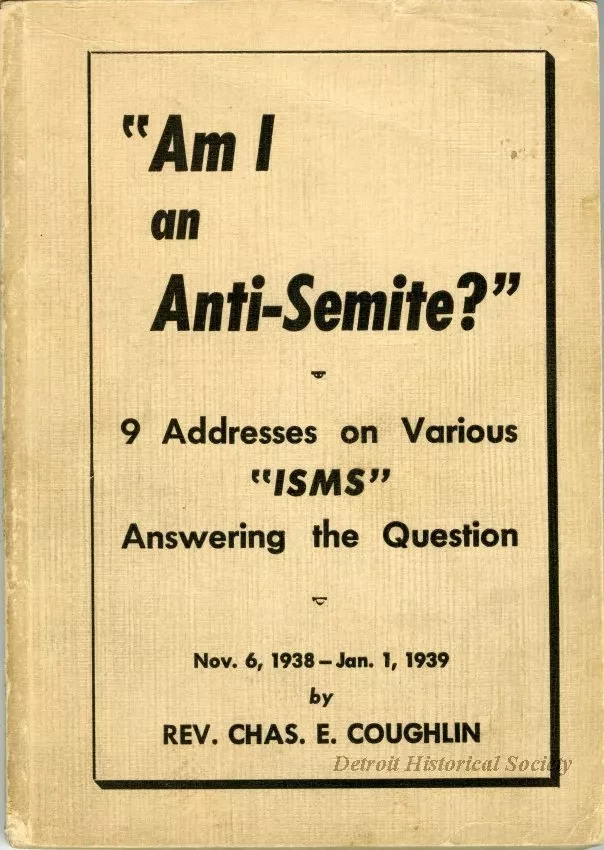 "Am I
an
Anti-Semite?"
9 Addresses on Various
"ISMS"
Answering the Question
Nov. 6, 1938 – Jan. 1, 1939
by
REV. CHAS. E. COUGHLIN
Detroit Historical Society